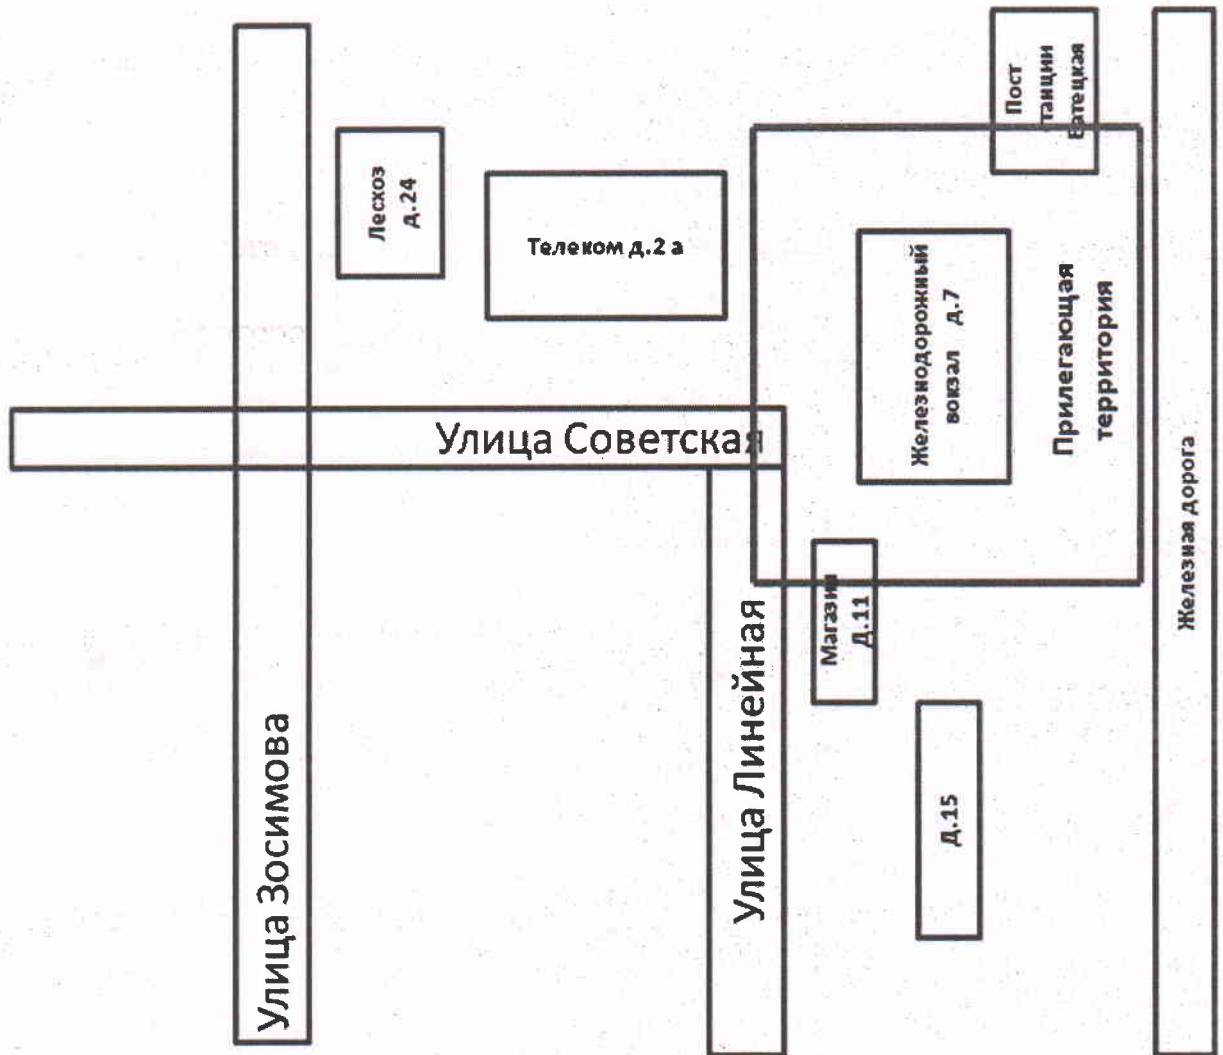 Улица Зосимова
Лесхоз
д.24
Телеком д.2 а
Улица Советская
Улица Линейная
Магазин
Д.11
Д.15
Железнодорожный
вокзал д.7
Прилегающая
территория
Пост
танции
Батецкая
Железная дорога